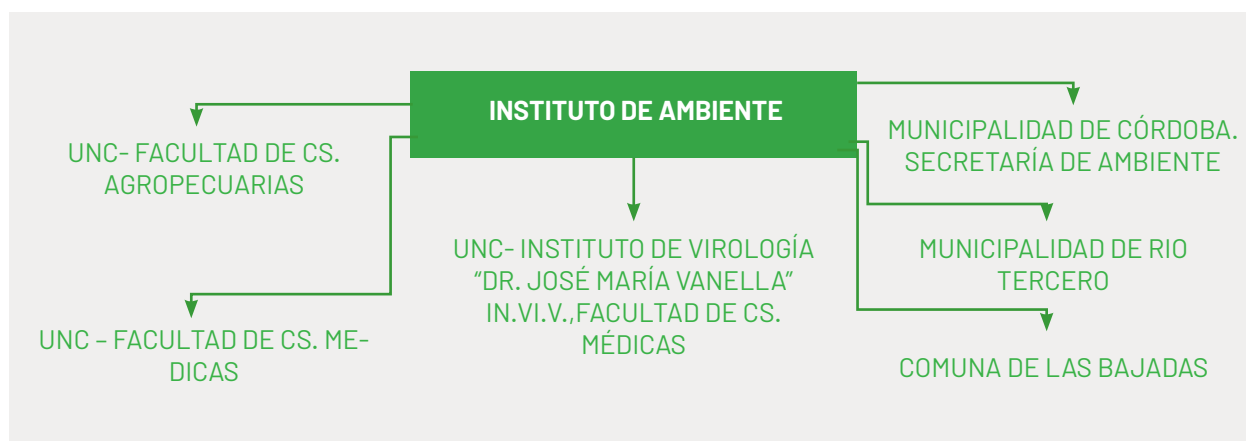 INSTITUTO DE AMBIENTE
UNC- FACULTAD DE CS.
AGROPECUARIAS
UNC – FACULTAD DE CS. ME-
DICAS
UNC- INSTITUTO DE VIROLOGÍA
“DR. JOSÉ MARÍA VANELLA”
IN.VI.V.,FACULTAD DE CS.
MÉDICAS
MUNICIPALIDAD DE CÓRDOBA.
SECRETARÍA DE AMBIENTE
MUNICIPALIDAD DE RIO
TERCERO
COMUNA DE LAS BAJADAS